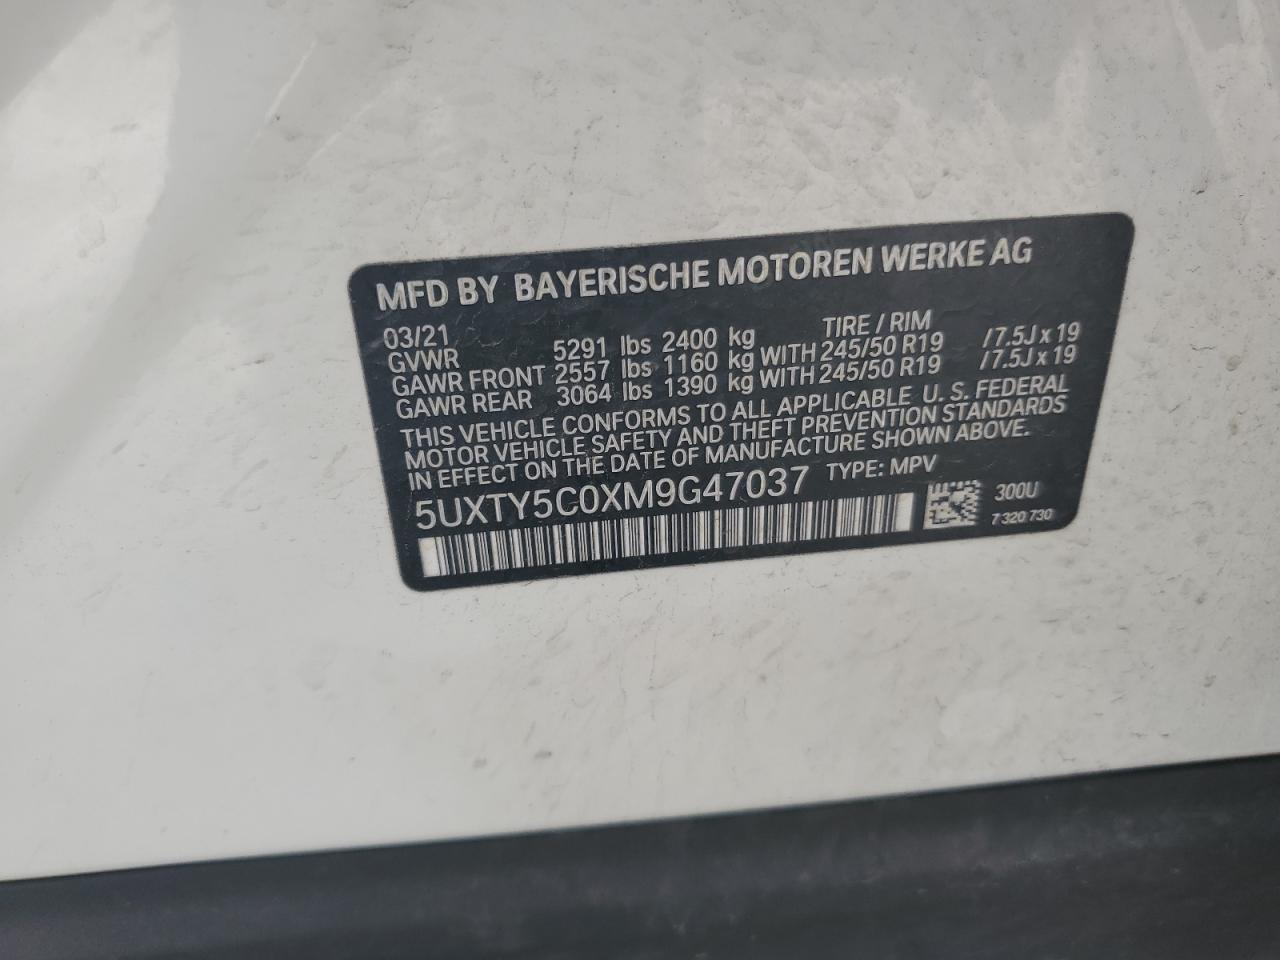 MFD BY BAYERISCHE MOTOREN WERKE AG
03/21 TIRE / RIM
GVWR 5291 lbs 2400 kg
GAWR FRONT 2557 lbs 1160 kg WITH 245/50 R19 /7.5J x 19
GAWR REAR 3064 lbs 1390 kg WITH 245/50 R19 /7.5J x 19
THIS VEHICLE CONFORMS TO ALL APPLICABLE U. S. FEDERAL
MOTOR VEHICLE SAFETY AND THEFT PREVENTION STANDARDS
IN EFFECT ON THE DATE OF MANUFACTURE SHOWN ABOVE.
5UXTY5C0XM9G47037 TYPE: MPV
300U
7 320 730